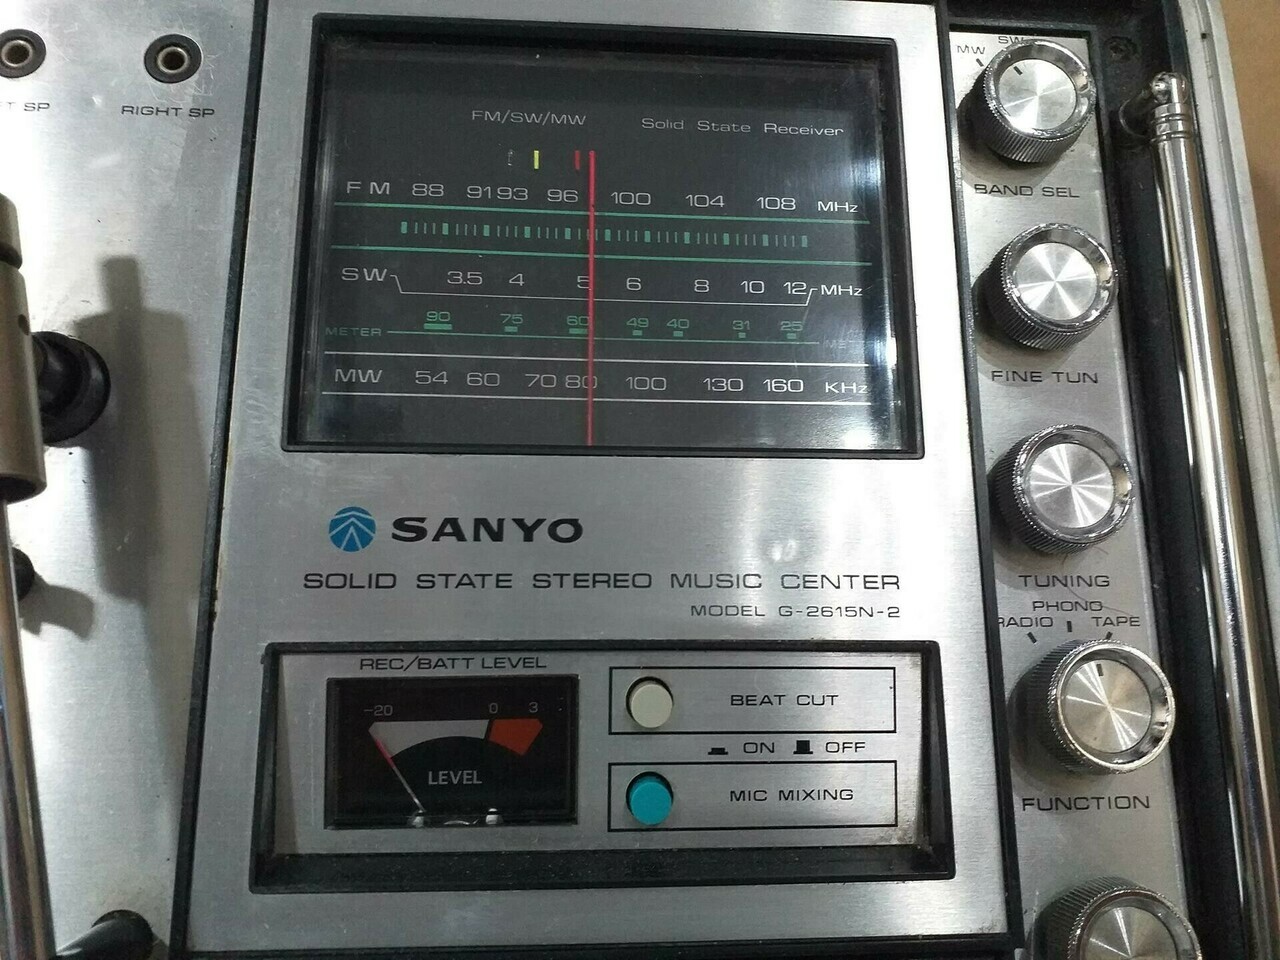 SP
RIGHT SP
FM/SW/MW Solid State Receiver
FM 88 91 93 96 100 104 108 MHz
SW 3.5 4 5 6 8 10 12 MHz
METER 90 75 60 49 40 31 25 METER
MW 54 60 70 80 100 130 160 KHz
SANYO
SOLID STATE STEREO MUSIC CENTER
MODEL G-2615N-2
REC/BATT LEVEL
-20 0 3
LEVEL
BEAT CUT
ON OFF
MIC MIXING
MW SW
BAND SEL
FINE TUN
TUNING
PHONO
RADIO TAPE
FUNCTION